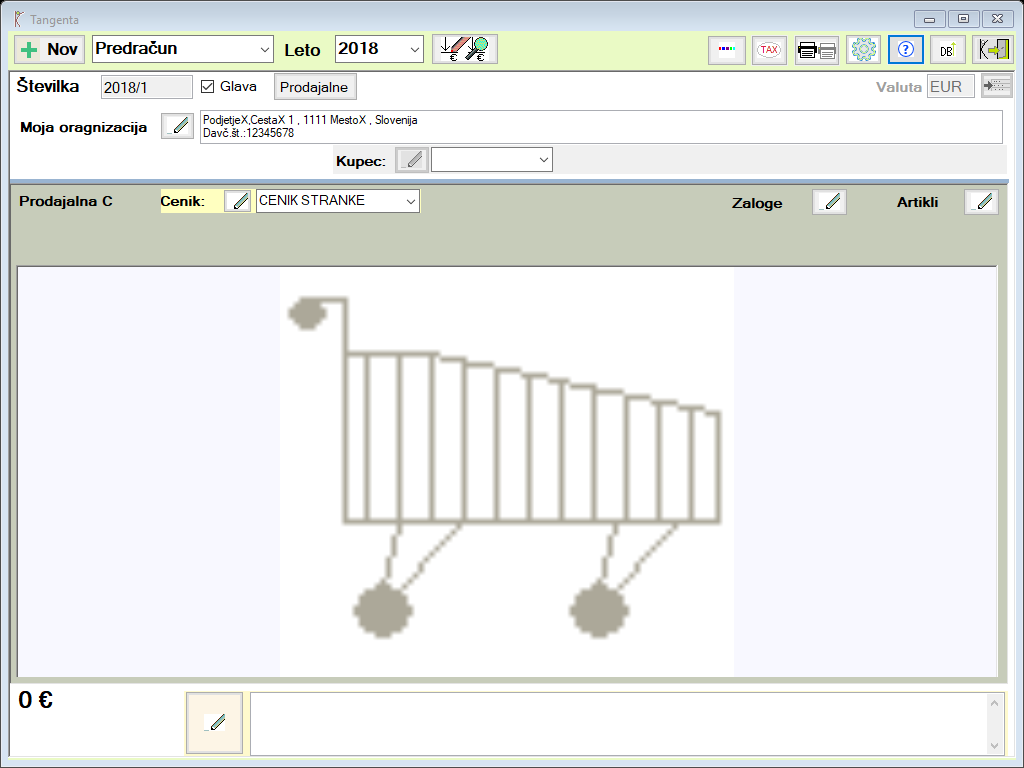 Tangenta
Nov Predračun Leto 2018 € € TAX ? DB
Številka 2018/1 Glava Prodajalne Valuta EUR
Moja oragnizacija PodjetjeX,CestaX 1 , 1111 MestoX , Slovenija
Davč.št.:12345678
Kupec:
Prodajalna C Cenik: CENIK STRANKE Zaloge Artikli
0 €